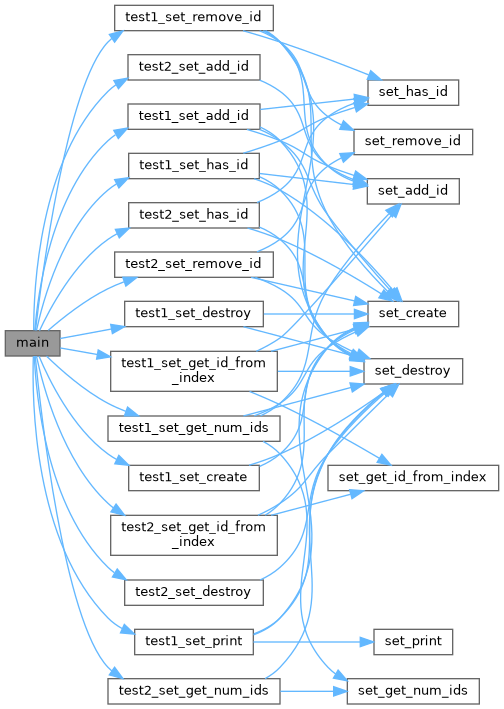 main
test1_set_remove_id
test2_set_add_id
test1_set_add_id
test1_set_has_id
test2_set_has_id
test2_set_remove_id
test1_set_destroy
test1_set_get_id_from
_index
test1_set_get_num_ids
test1_set_create
test2_set_get_id_from
_index
test2_set_destroy
test1_set_print
test2_set_get_num_ids
set_has_id
set_remove_id
set_add_id
set_create
set_destroy
set_get_id_from_index
set_print
set_get_num_ids